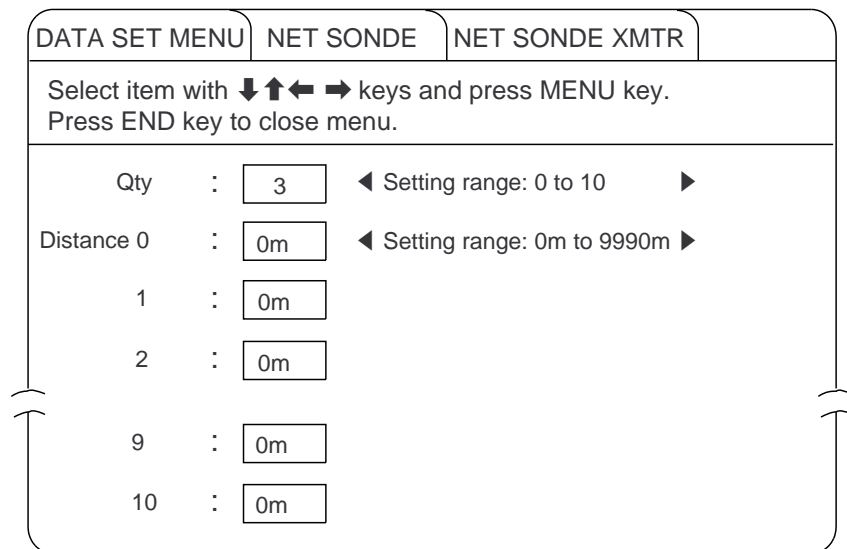 DATA SET MENU NET SONDE NET SONDE XMTR
Select item with ⬇⬆⬅ ➡ keys and press MENU key.
Press END key to close menu.
Qty : 3 ◀ Setting range: 0 to 10 ▶
Distance 0 : 0m ◀ Setting range: 0m to 9990m ▶
1 : 0m
2 : 0m
9 : 0m
10 : 0m